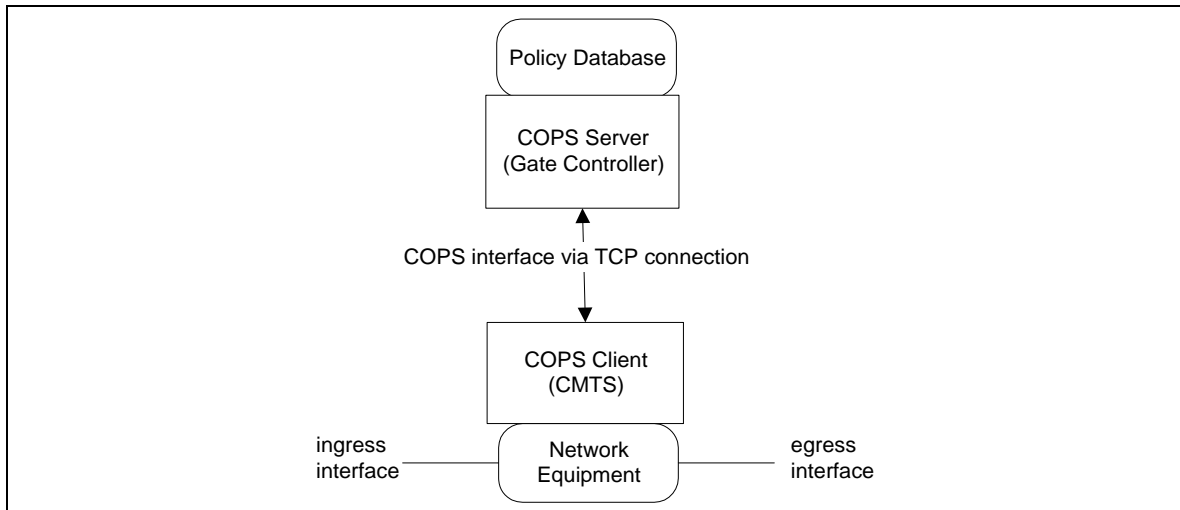 Policy Database
COPS Server
(Gate Controller)
COPS interface via TCP connection
COPS Client
(CMTS)
ingress
interface
Network
Equipment
egress
interface